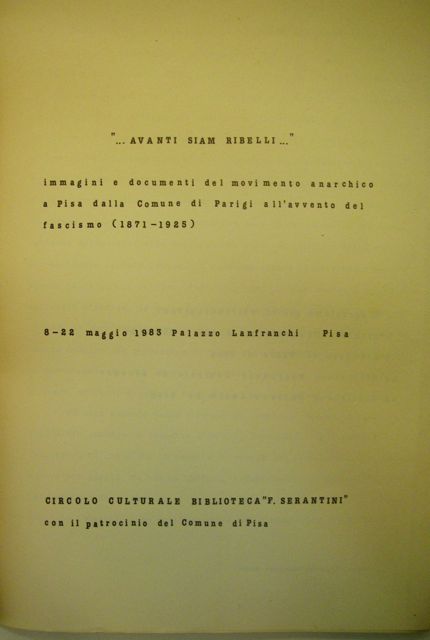 "... AVANTI SIAM RIBELLI ..."
immagini e documenti del movimento anarchico
a Pisa dalla Comune di Parigi all'avvento del
fascismo (1871-1925)
8-22 maggio 1983 Palazzo Lanfranchi Pisa
CIRCOLO CULTURALE BIBLIOTECA "F. SERANTINI"
con il patrocinio del Comune di Pisa